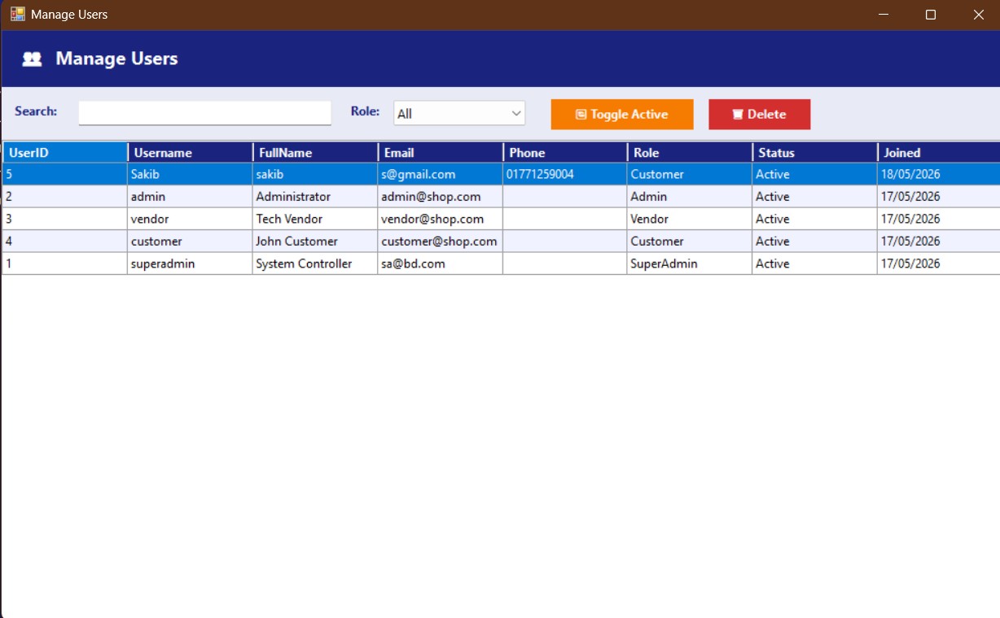 Manage Users
Manage Users
Search: Role: All Toggle Active Delete
UserID Username FullName Email Phone Role Status Joined
5 Sakib sakib s@gmail.com 01771259004 Customer Active 18/05/2026
2 admin Administrator admin@shop.com Admin Active 17/05/2026
3 vendor Tech Vendor vendor@shop.com Vendor Active 17/05/2026
4 customer John Customer customer@shop.com Customer Active 17/05/2026
1 superadmin System Controller sa@bd.com SuperAdmin Active 17/05/2026